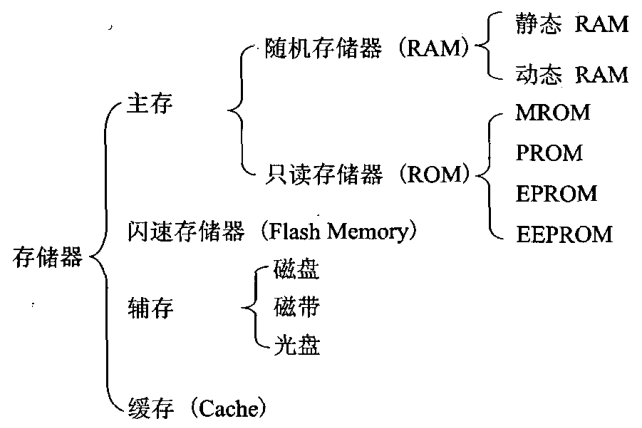 存储器
主存
随机存储器 (RAM)
静态 RAM
动态 RAM
只读存储器 (ROM)
MROM
PROM
EPROM
EEPROM
闪速存储器 (Flash Memory)
辅存
磁盘
磁带
光盘
缓存 (Cache)